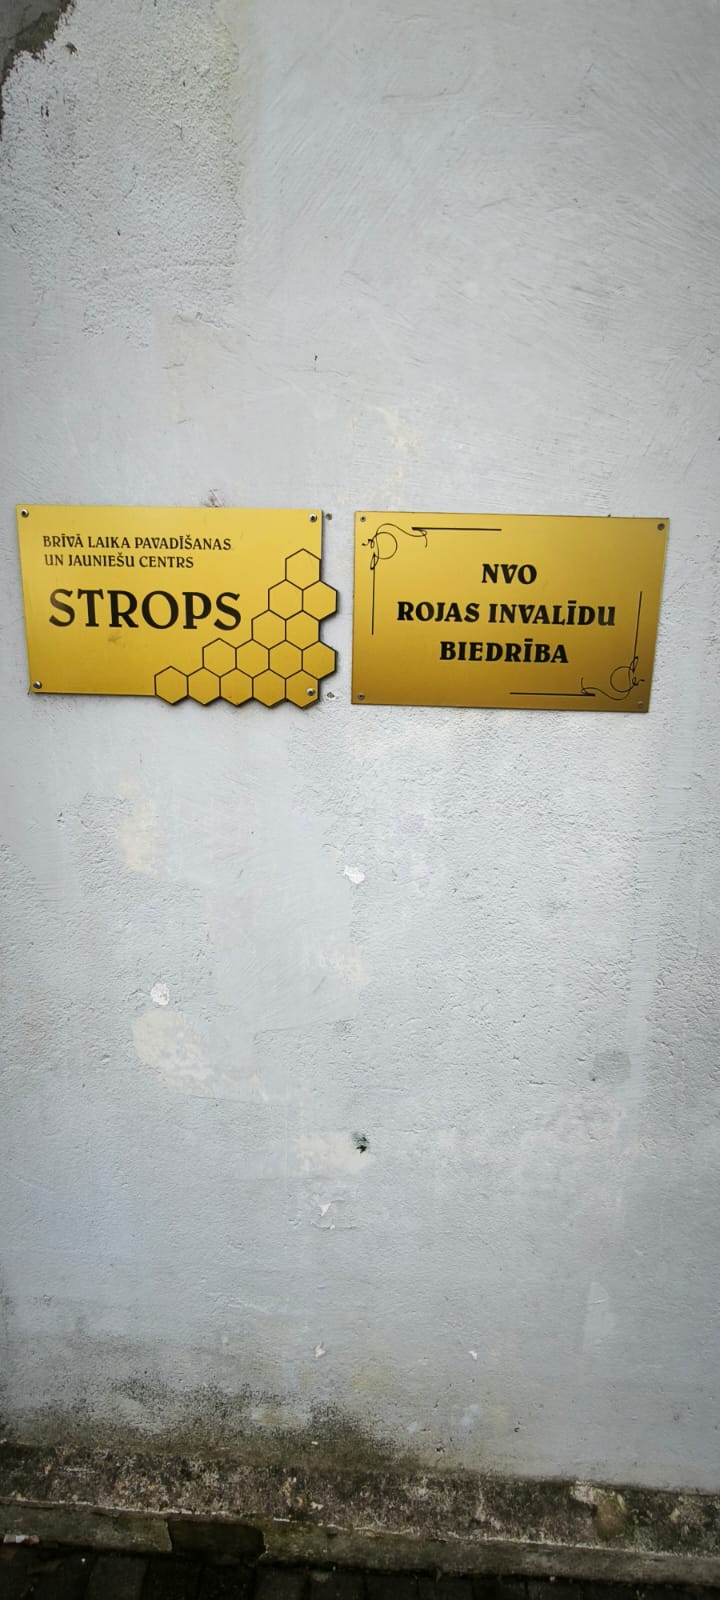 BRĪVĀ LAIKA PAVADĪŠANAS
UN JAUNIEŠU CENTRS
STROPS
NVO
ROJAS INVALĪDU
BIEDRĪBA